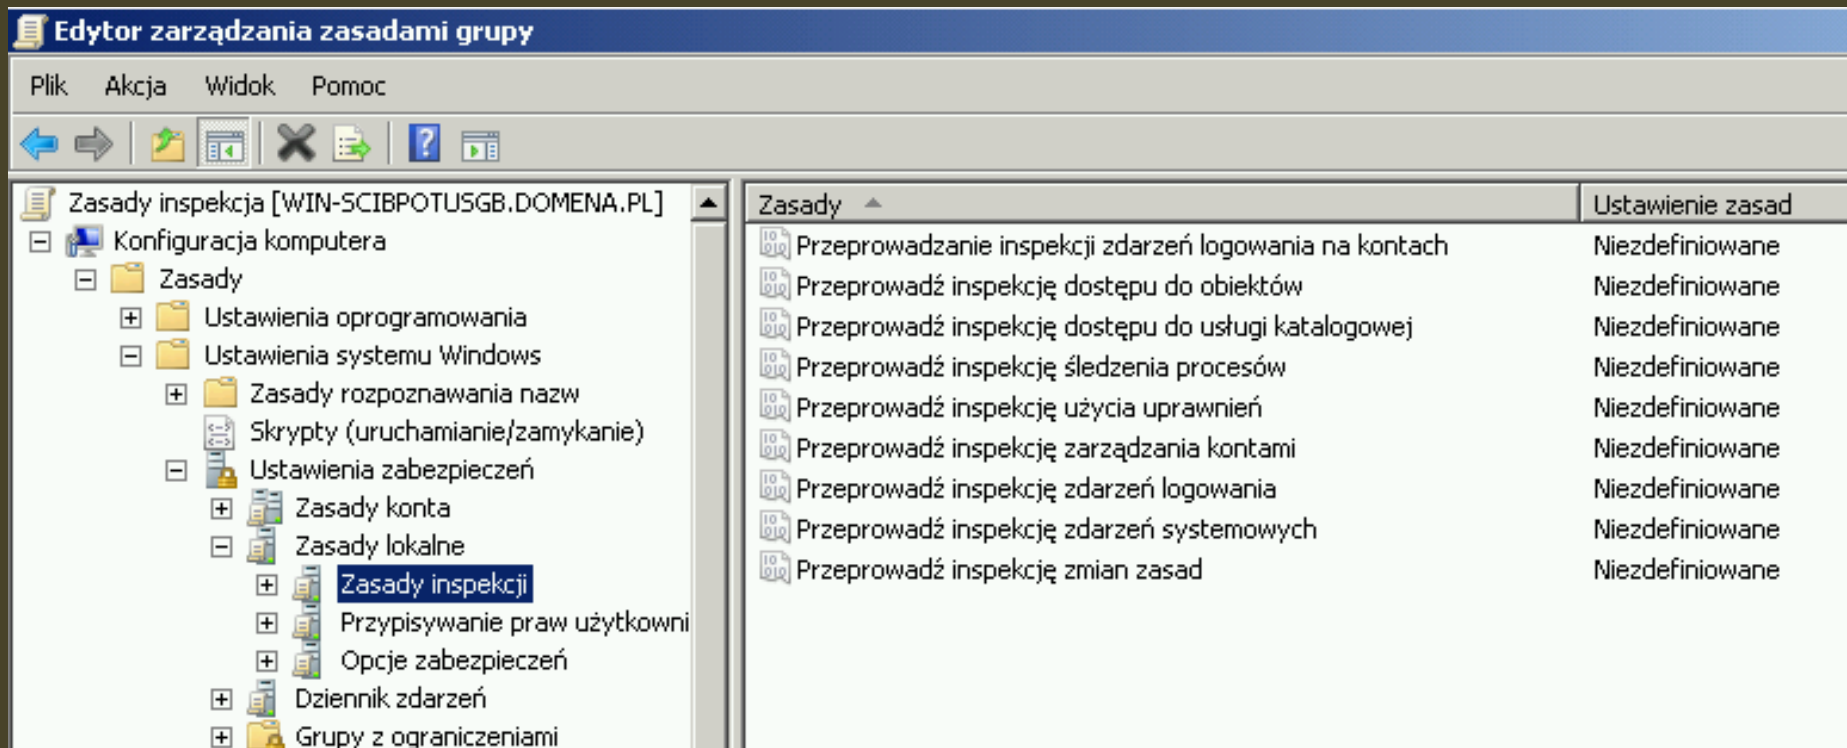 Edytor zarządzania zasadami grupy
Plik Akcja Widok Pomoc
Zasady inspekcja [WIN-SCIBPOTUSGB.DOMENA.PL]
Konfiguracja komputera
Zasady
Ustawienia oprogramowania
Ustawienia systemu Windows
Zasady rozpoznawania nazw
Skrypty (uruchamianie/zamykanie)
Ustawienia zabezpieczeń
Zasady konta
Zasady lokalne
Zasady inspekcji
Przypisywanie praw użytkowni
Opcje zabezpieczeń
Dziennik zdarzeń
Grupy z ograniczeniami
Zasady Ustawienie zasad
Przeprowadzanie inspekcji zdarzeń logowania na kontach Niezdefiniowane
Przeprowadź inspekcję dostępu do obiektów Niezdefiniowane
Przeprowadź inspekcję dostępu do usługi katalogowej Niezdefiniowane
Przeprowadź inspekcję śledzenia procesów Niezdefiniowane
Przeprowadź inspekcję użycia uprawnień Niezdefiniowane
Przeprowadź inspekcję zarządzania kontami Niezdefiniowane
Przeprowadź inspekcję zdarzeń logowania Niezdefiniowane
Przeprowadź inspekcję zdarzeń systemowych Niezdefiniowane
Przeprowadź inspekcję zmian zasad Niezdefiniowane